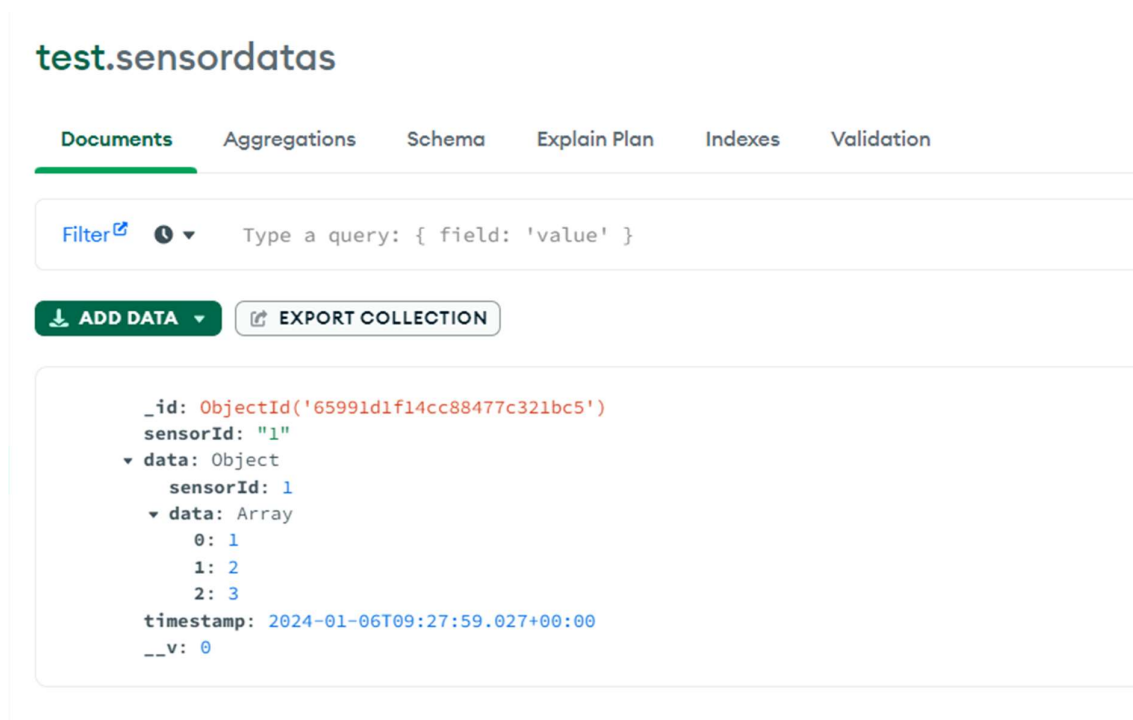 test.sensordatas
Documents Aggregations Schema Explain Plan Indexes Validation
Filter Type a query: { field: 'value' }
ADD DATA EXPORT COLLECTION
_id: ObjectId('65991d1f14cc88477c321bc5')
sensorId: "1"
data: Object
sensorId: 1
data: Array
0: 1
1: 2
2: 3
timestamp: 2024-01-06T09:27:59.027+00:00
__v: 0